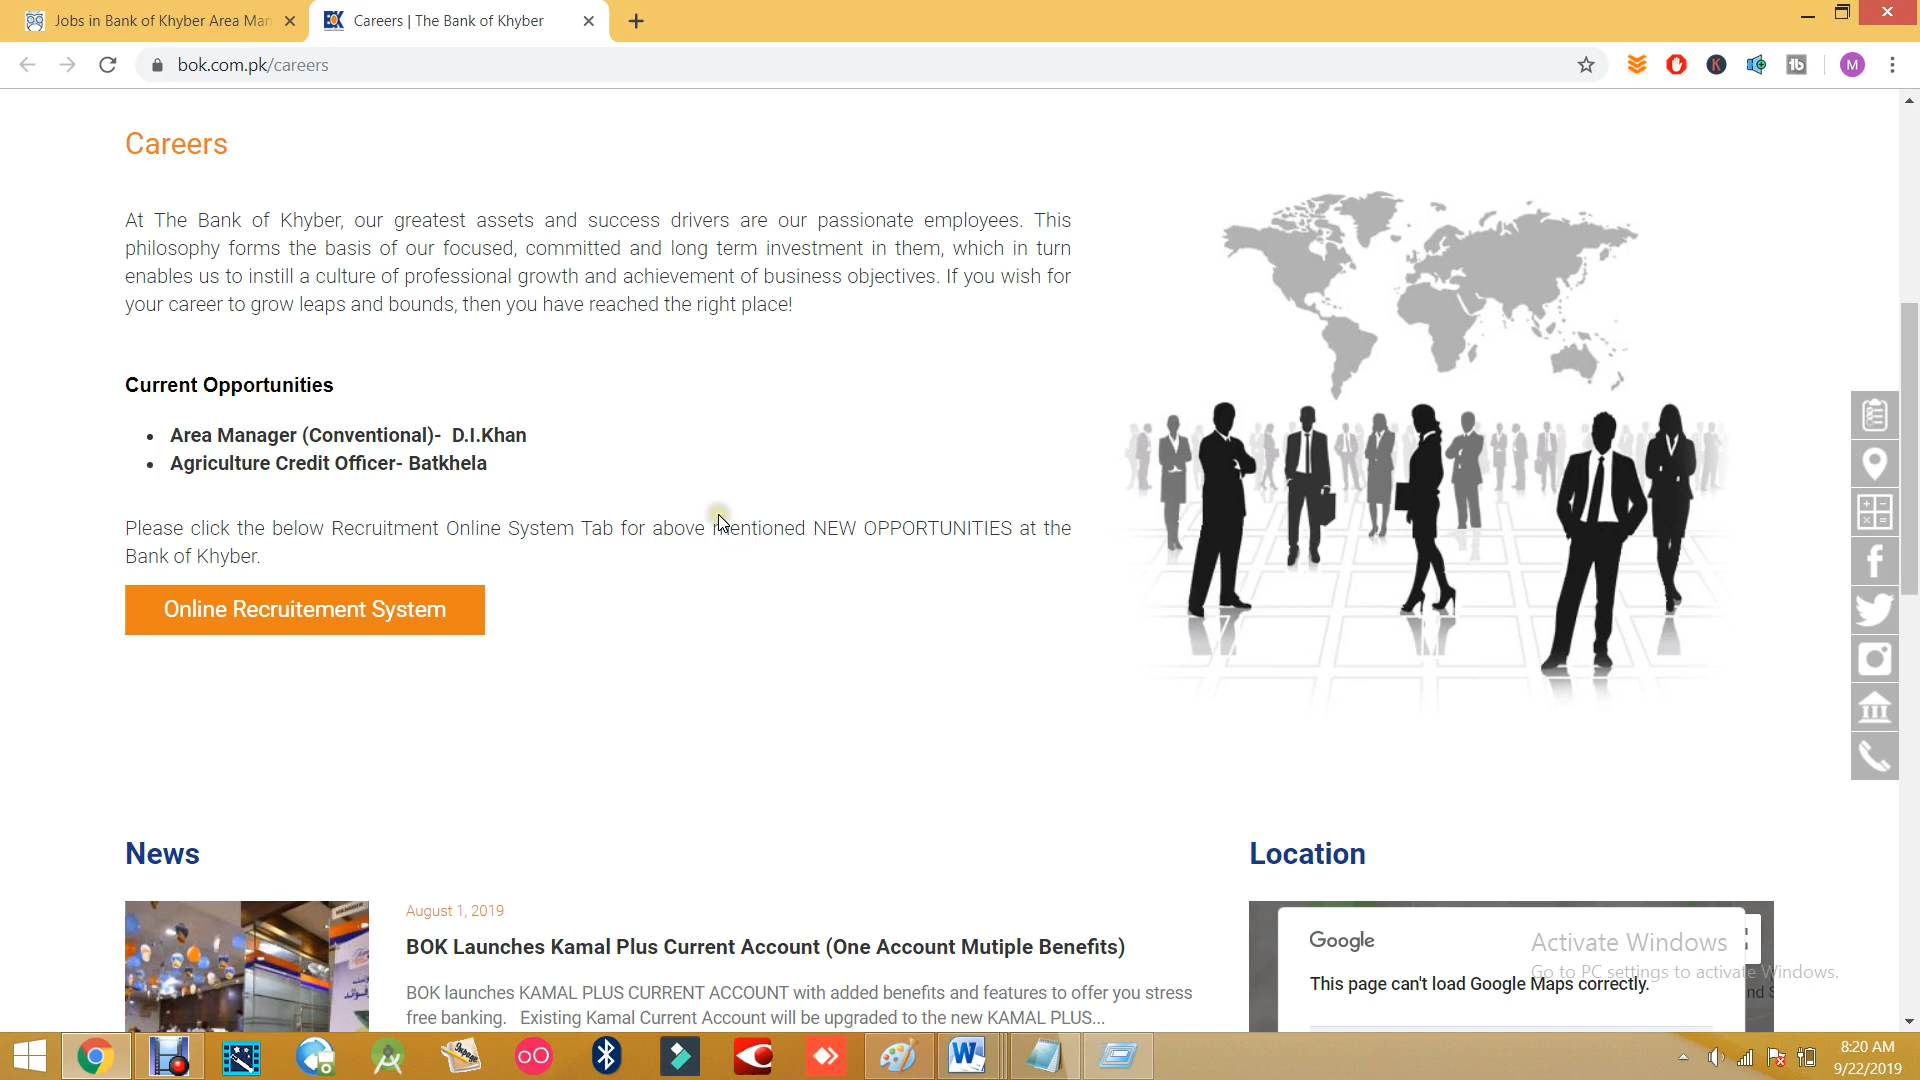 Jobs in Bank of Khyber Area Man
Careers | The Bank of Khyber
bok.com.pk/careers
M
Careers
At The Bank of Khyber, our greatest assets and success drivers are our passionate employees. This
philosophy forms the basis of our focused, committed and long term investment in them, which in turn
enables us to instill a culture of professional growth and achievement of business objectives. If you wish for
your career to grow leaps and bounds, then you have reached the right place!
Current Opportunities
Area Manager (Conventional)- D.I.Khan
Agriculture Credit Officer- Batkhela
Please click the below Recruitment Online System Tab for above mentioned NEW OPPORTUNITIES at the
Bank of Khyber.
Online Recruitement System
News
Location
August 1, 2019
BOK Launches Kamal Plus Current Account (One Account Mutiple Benefits)
BOK launches KAMAL PLUS CURRENT ACCOUNT with added benefits and features to offer you stress
free banking. Existing Kamal Current Account will be upgraded to the new KAMAL PLUS...
Google
This page can't load Google Maps correctly.
Activate Windows
Go to PC settings to activate Windows.
8:20 AM
9/22/2019